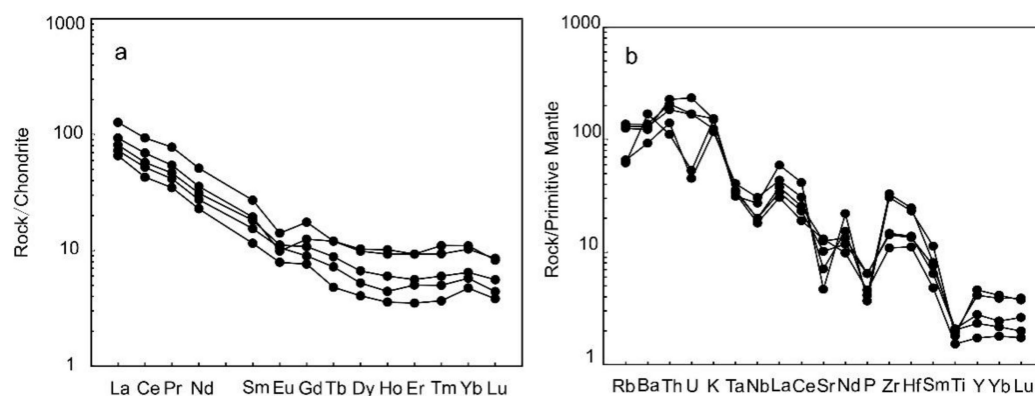 1000
100
10
1
Rock/Chondrite
a
La Ce Pr Nd Sm Eu Gd Tb Dy Ho Er Tm Yb Lu
1000
100
10
1
Rock/Primitive Mantle
b
Rb Ba Th U K Ta Nb La Ce Sr Nd P Zr Hf Sm Ti Y Yb Lu